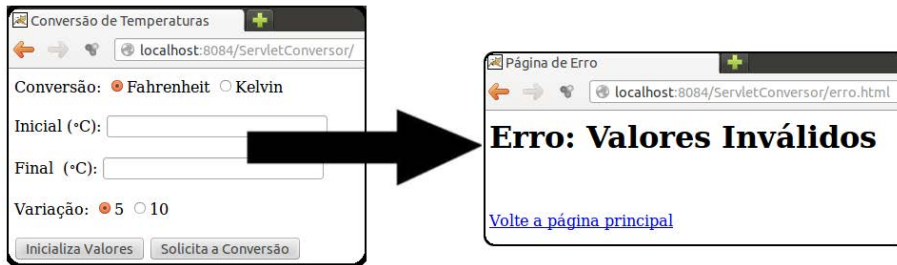 Conversão de Temperaturas
localhost:8084/ServletConversor/
Conversão: Fahrenheit Kelvin
Inicial (°C):
Final (°C):
Variação: 5 10
Inicializa Valores Solicita a Conversão
Página de Erro
localhost:8084/ServletConversor/erro.html
Erro: Valores Inválidos
Volte a página principal